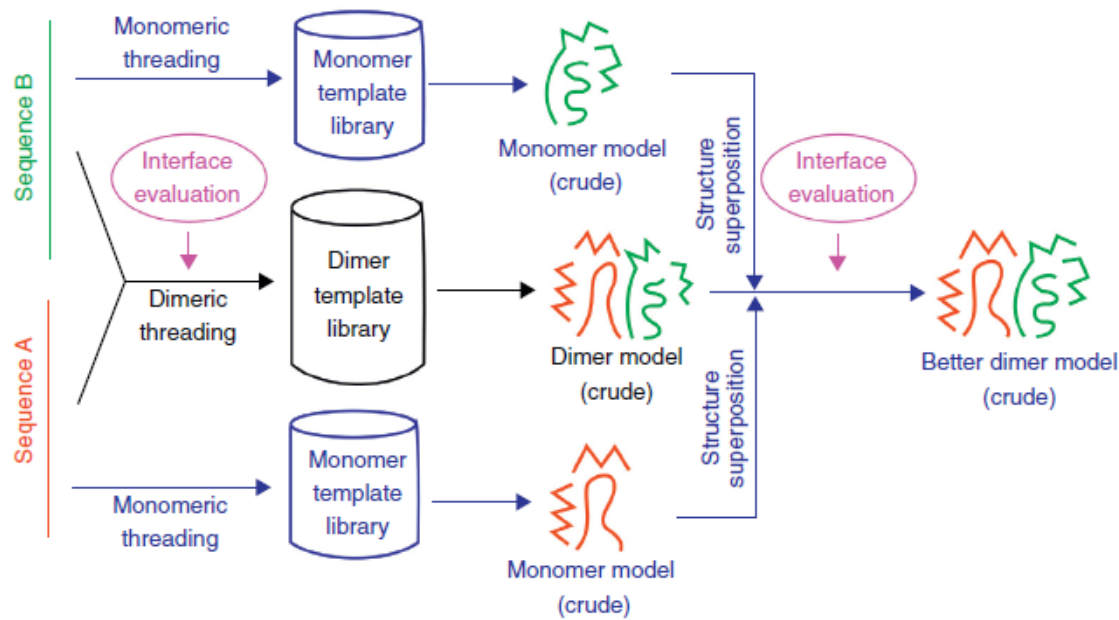 Sequence B
Monomeric
threading
Monomer
template
library
Monomer model
(crude)
Interface
evaluation
Dimeric
threading
Dimer
template
library
Dimer model
(crude)
Structure
superposition
Interface
evaluation
Better dimer model
(crude)
Sequence A
Monomeric
threading
Monomer
template
library
Monomer model
(crude)
Structure
superposition